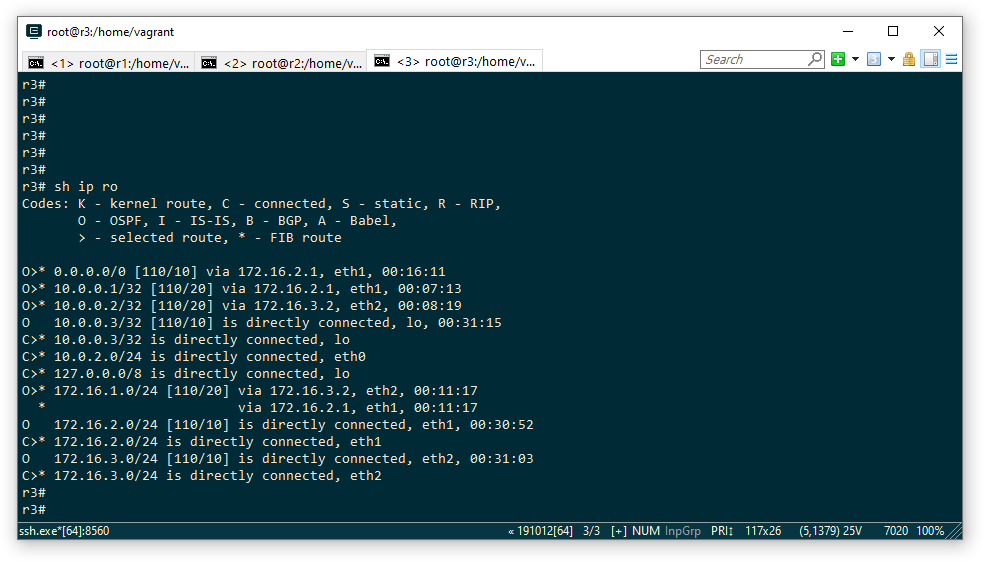 root@r3:/home/vagrant
<1> root@r1:/home/v... <2> root@r2:/home/v... <3> root@r3:/home/v... Search
r3#
r3#
r3#
r3#
r3#
r3#
r3# sh ip ro
Codes: K - kernel route, C - connected, S - static, R - RIP,
       O - OSPF, I - IS-IS, B - BGP, A - Babel,
       > - selected route, * - FIB route

O>* 0.0.0.0/0 [110/10] via 172.16.2.1, eth1, 00:16:11
O>* 10.0.0.1/32 [110/20] via 172.16.2.1, eth1, 00:07:13
O>* 10.0.0.2/32 [110/20] via 172.16.3.2, eth2, 00:08:19
O   10.0.0.3/32 [110/10] is directly connected, lo, 00:31:15
C>* 10.0.0.3/32 is directly connected, lo
C>* 10.0.2.0/24 is directly connected, eth0
C>* 127.0.0.0/8 is directly connected, lo
O>* 172.16.1.0/24 [110/20] via 172.16.3.2, eth2, 00:11:17
  *                        via 172.16.2.1, eth1, 00:11:17
O   172.16.2.0/24 [110/10] is directly connected, eth1, 00:30:52
C>* 172.16.2.0/24 is directly connected, eth1
O   172.16.3.0/24 [110/10] is directly connected, eth2, 00:31:03
C>* 172.16.3.0/24 is directly connected, eth2
r3#
r3#
ssh.exe*[64]:8560 « 191012[64] 3/3 [+] NUM InpGrp PRI↕ 117x26 (5,1379) 25V 7020 100%